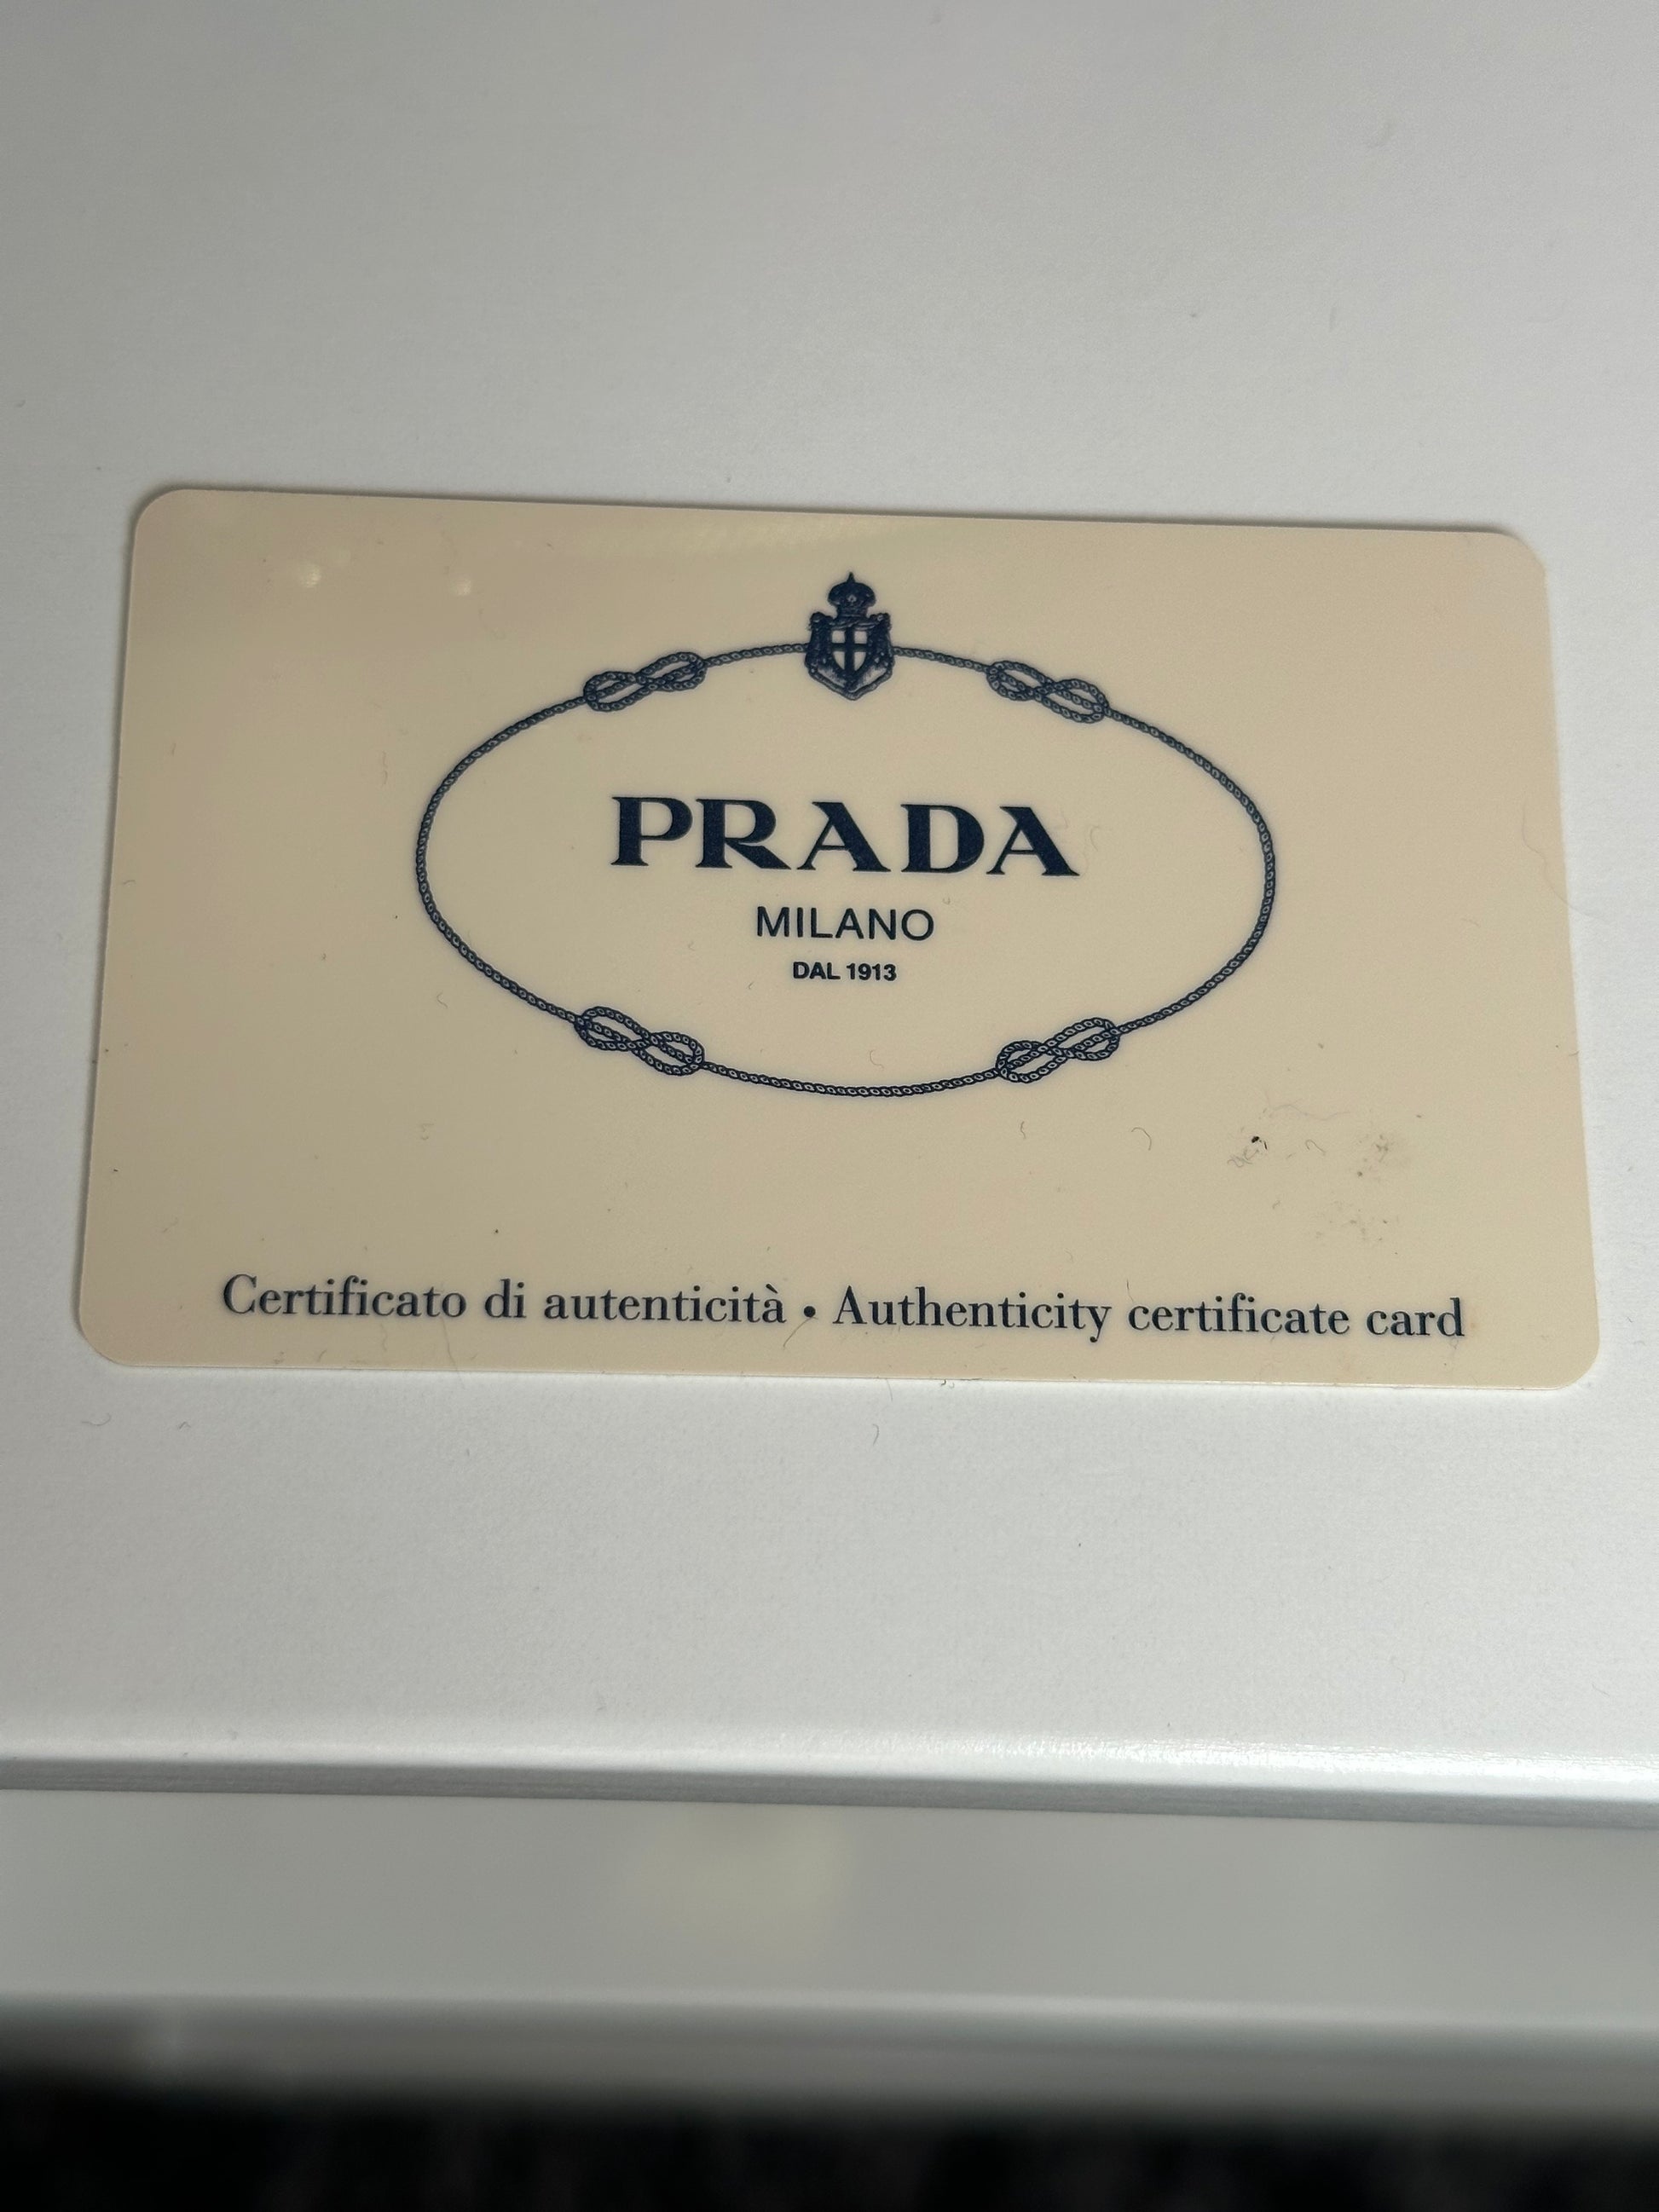 PRADA
MILANO
DAL 1913
Certificato di autenticità • Authenticity certificate card